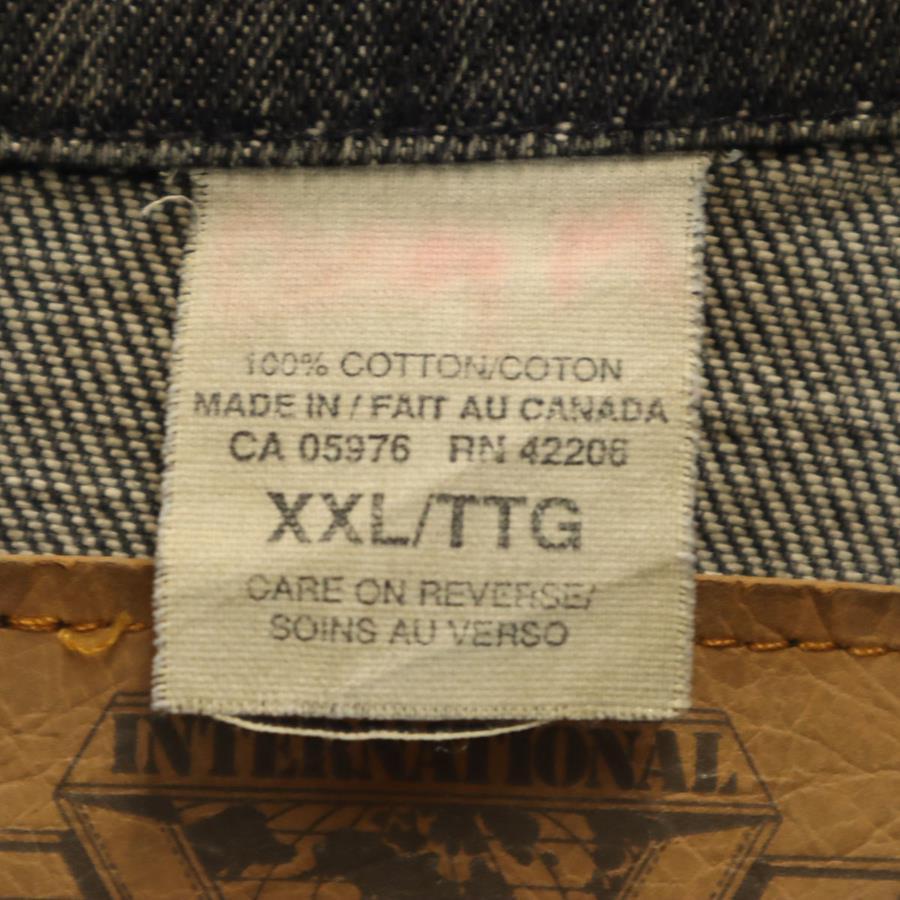 100% COTTON/COTON
MADE IN / FAIT AU CANADA
CA 05976 RN 42206
XXL/TTG
CARE ON REVERSE/
SOINS AU VERSO
INTERNATIONAL